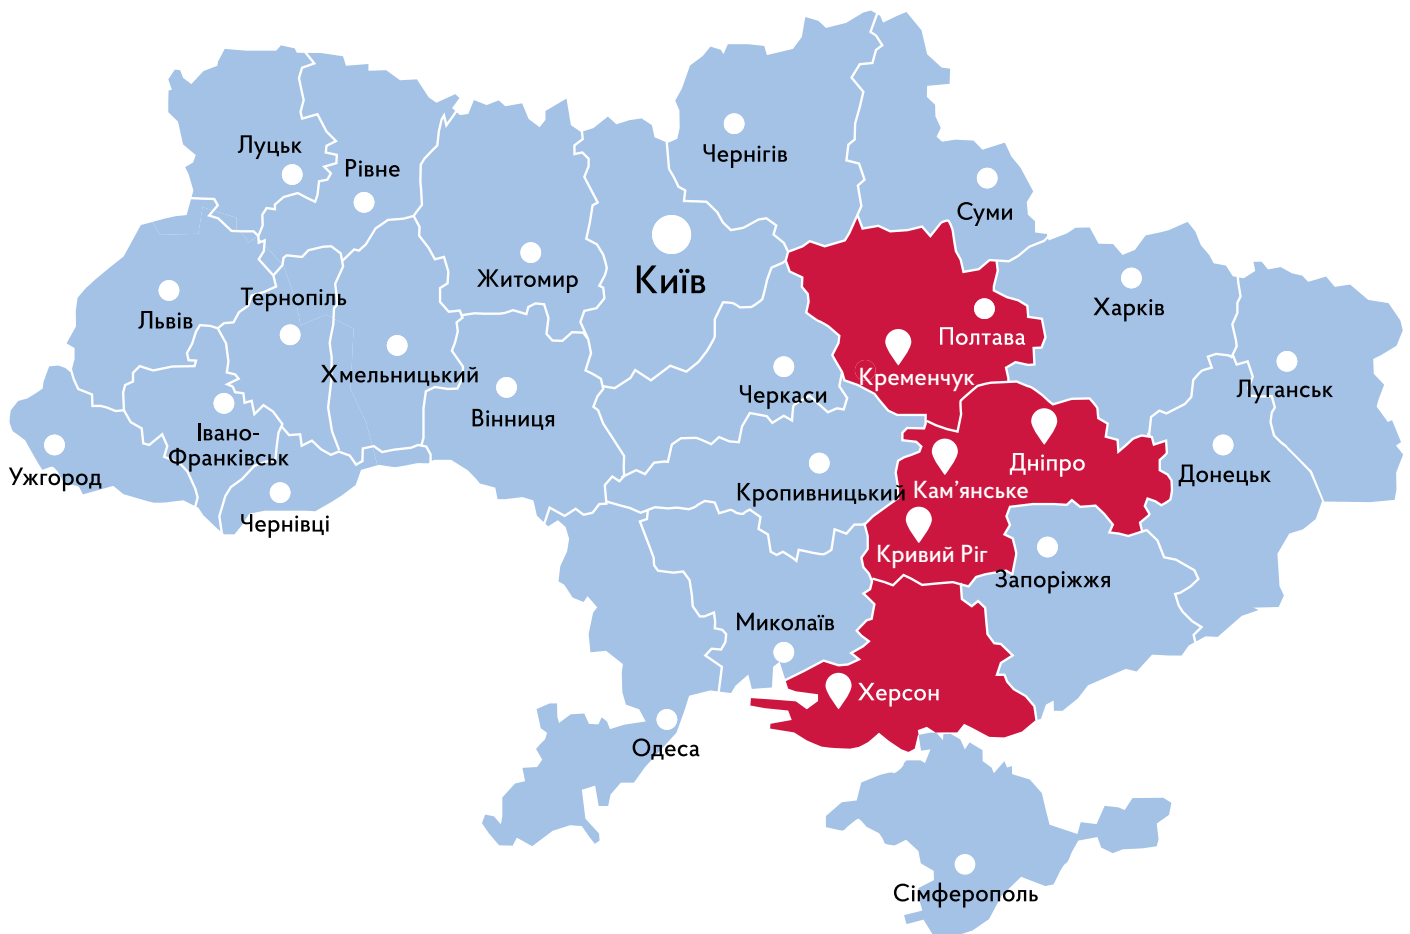 Луцьк
Рівне
Чернігів
Суми
Житомир
Київ
Тернопіль
Львів
Харків
Полтава
Хмельницький
Кременчук
Черкаси
Луганськ
Вінниця
Івано-
Франківськ
Ужгород
Дніпро
Донецьк
Кропивницький
Кам’янське
Чернівці
Кривий Ріг
Запоріжжя
Миколаїв
Херсон
Одеса
Сімферополь